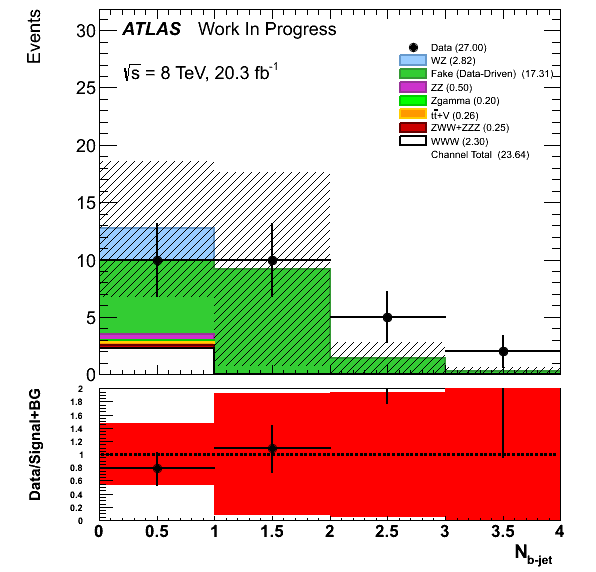 Events
ATLAS Work In Progress
√s = 8 TeV, 20.3 fb⁻¹
Data (27.00)
WZ (2.82)
Fake (Data-Driven) (17.31)
ZZ (0.50)
Zgamma (0.20)
tt̄+V (0.26)
ZWW+ZZZ (0.25)
WWW (2.30)
Channel Total (23.64)
30
25
20
15
10
5
0
Data/Signal+BG
2
1.8
1.6
1.4
1.2
1
0.8
0.6
0.4
0.2
0
0 0.5 1 1.5 2 2.5 3 3.5 4
N_b-jet